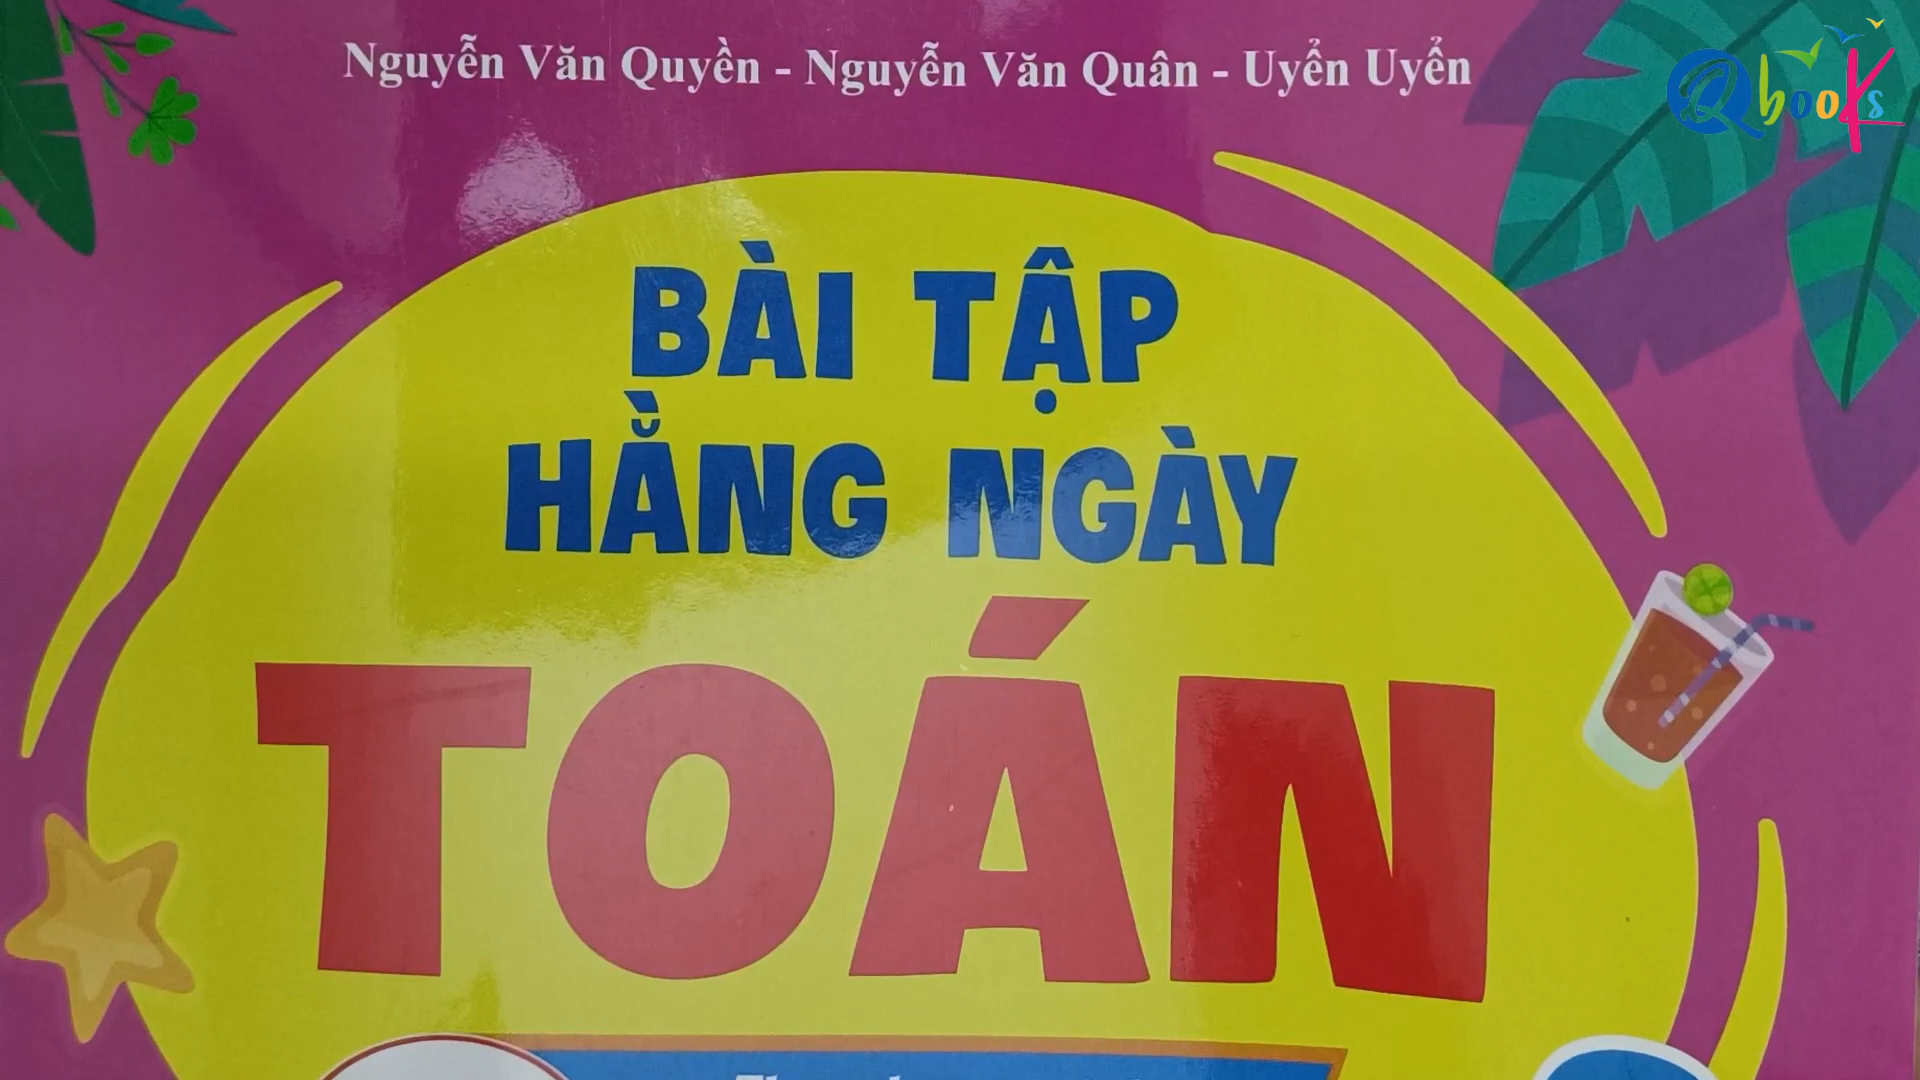 Nguyễn Văn Quyền - Nguyễn Văn Quân - Uyển Uyển
Qbooks
BÀI TẬP
HẰNG NGÀY
TOÁN